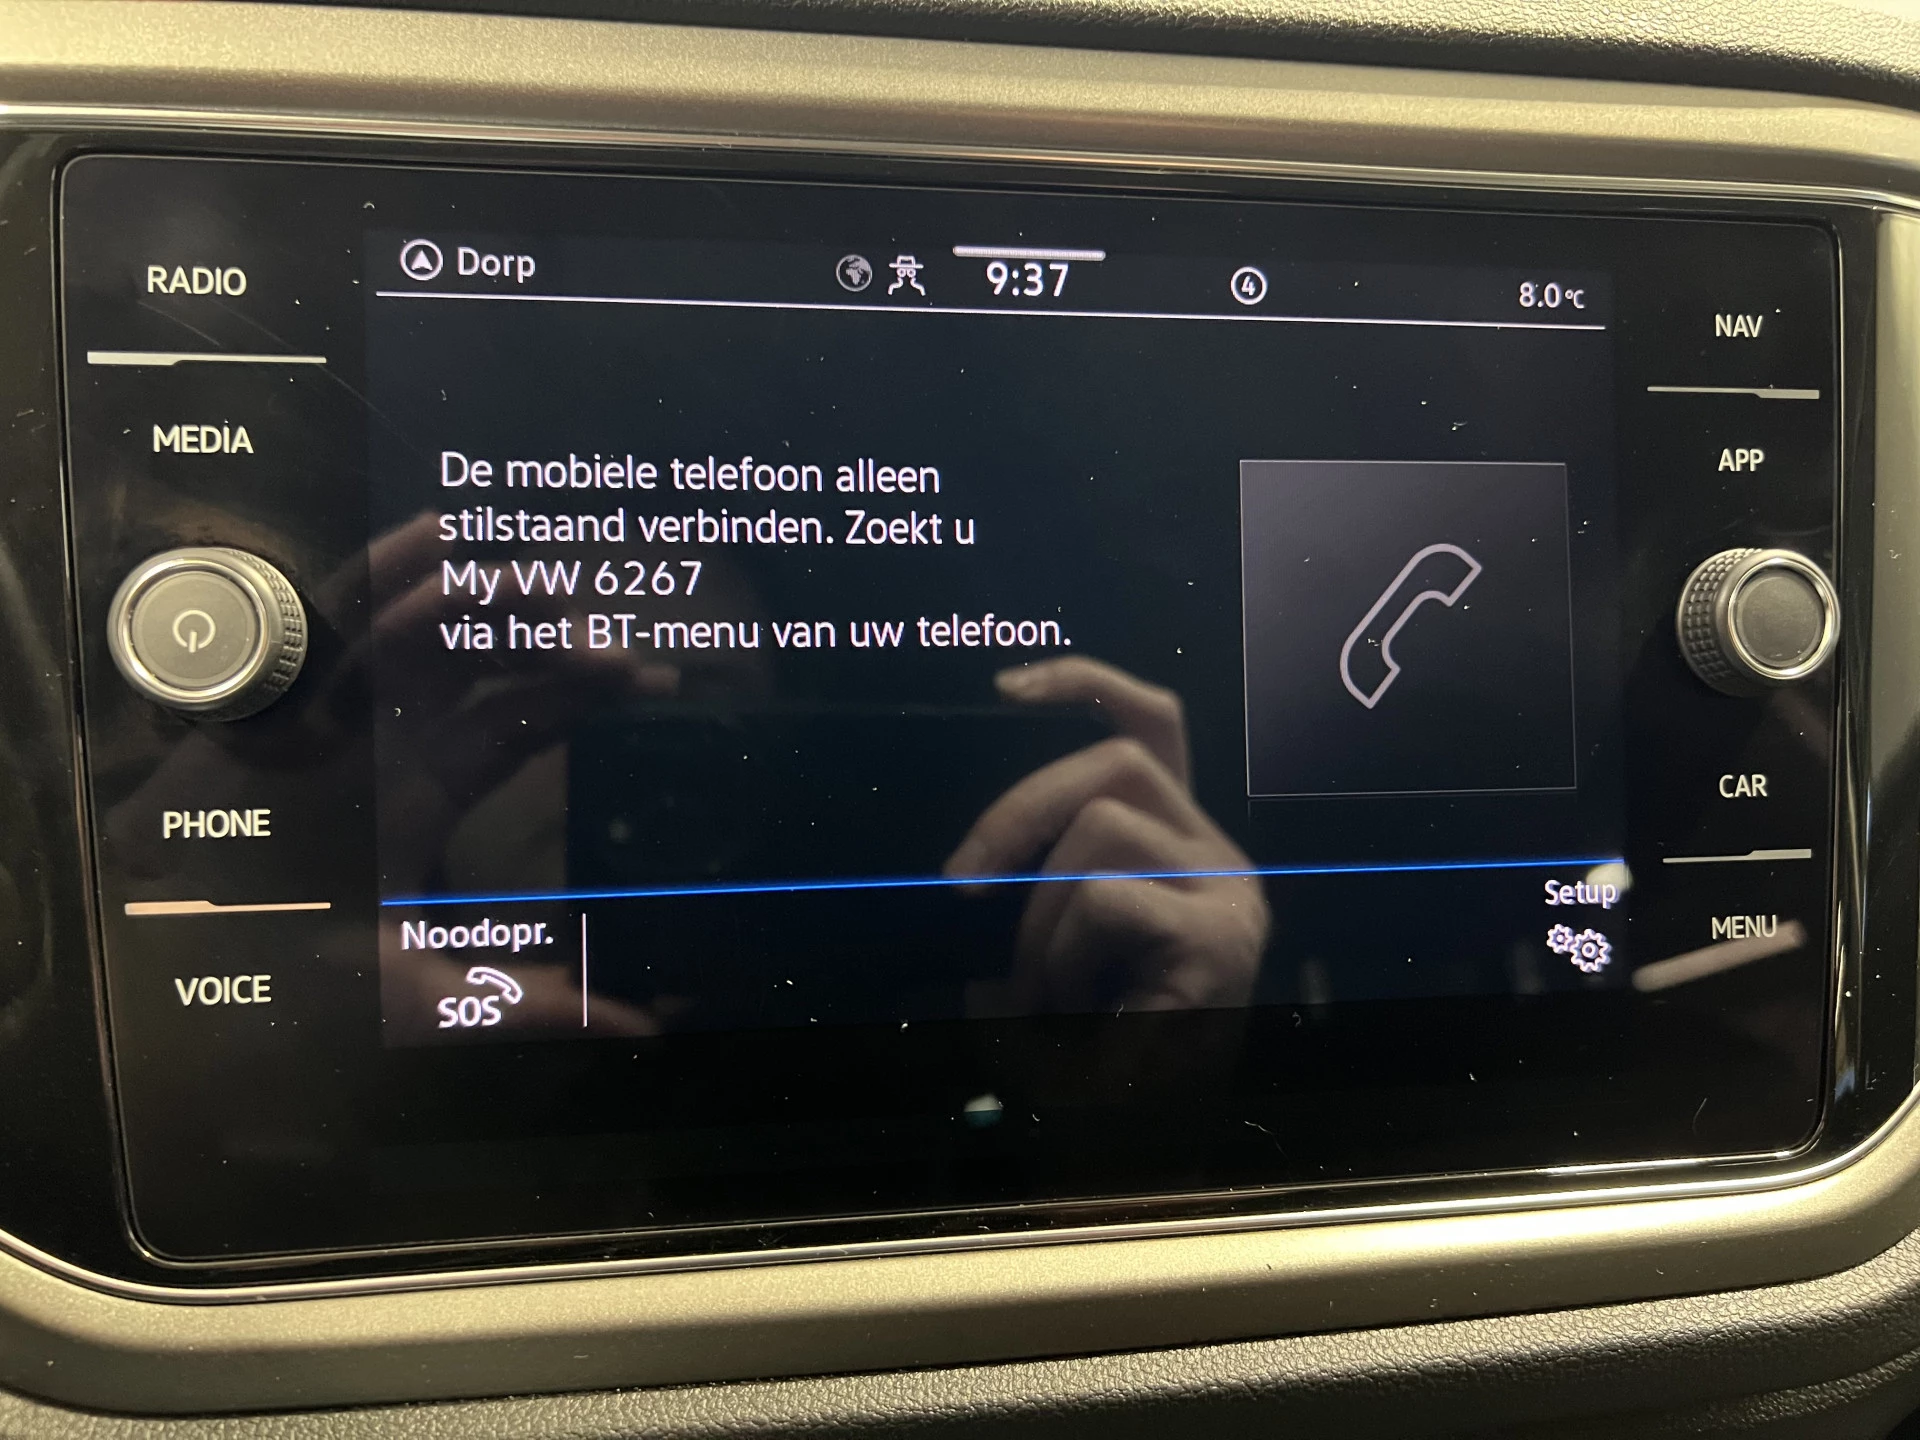 RADIO
MEDIA
PHONE
VOICE
Dorp
9:37
4
8.0°C
De mobiele telefoon alleen
stilstaand verbinden. Zoekt u
My VW 6267
via het BT-menu van uw telefoon.
Noodopr.
SOS
Setup
NAV
APP
CAR
MENU